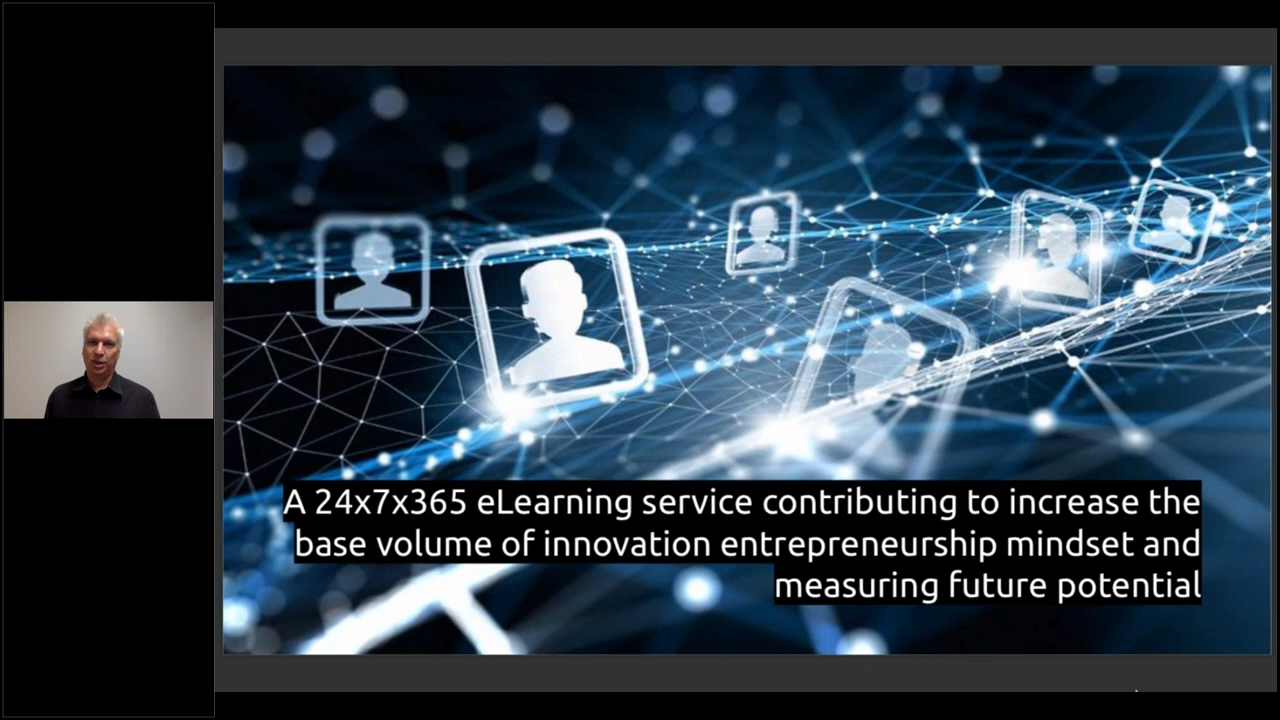 A 24x7x365 eLearning service contributing to increase the
base volume of innovation entrepreneurship mindset and
measuring future potential